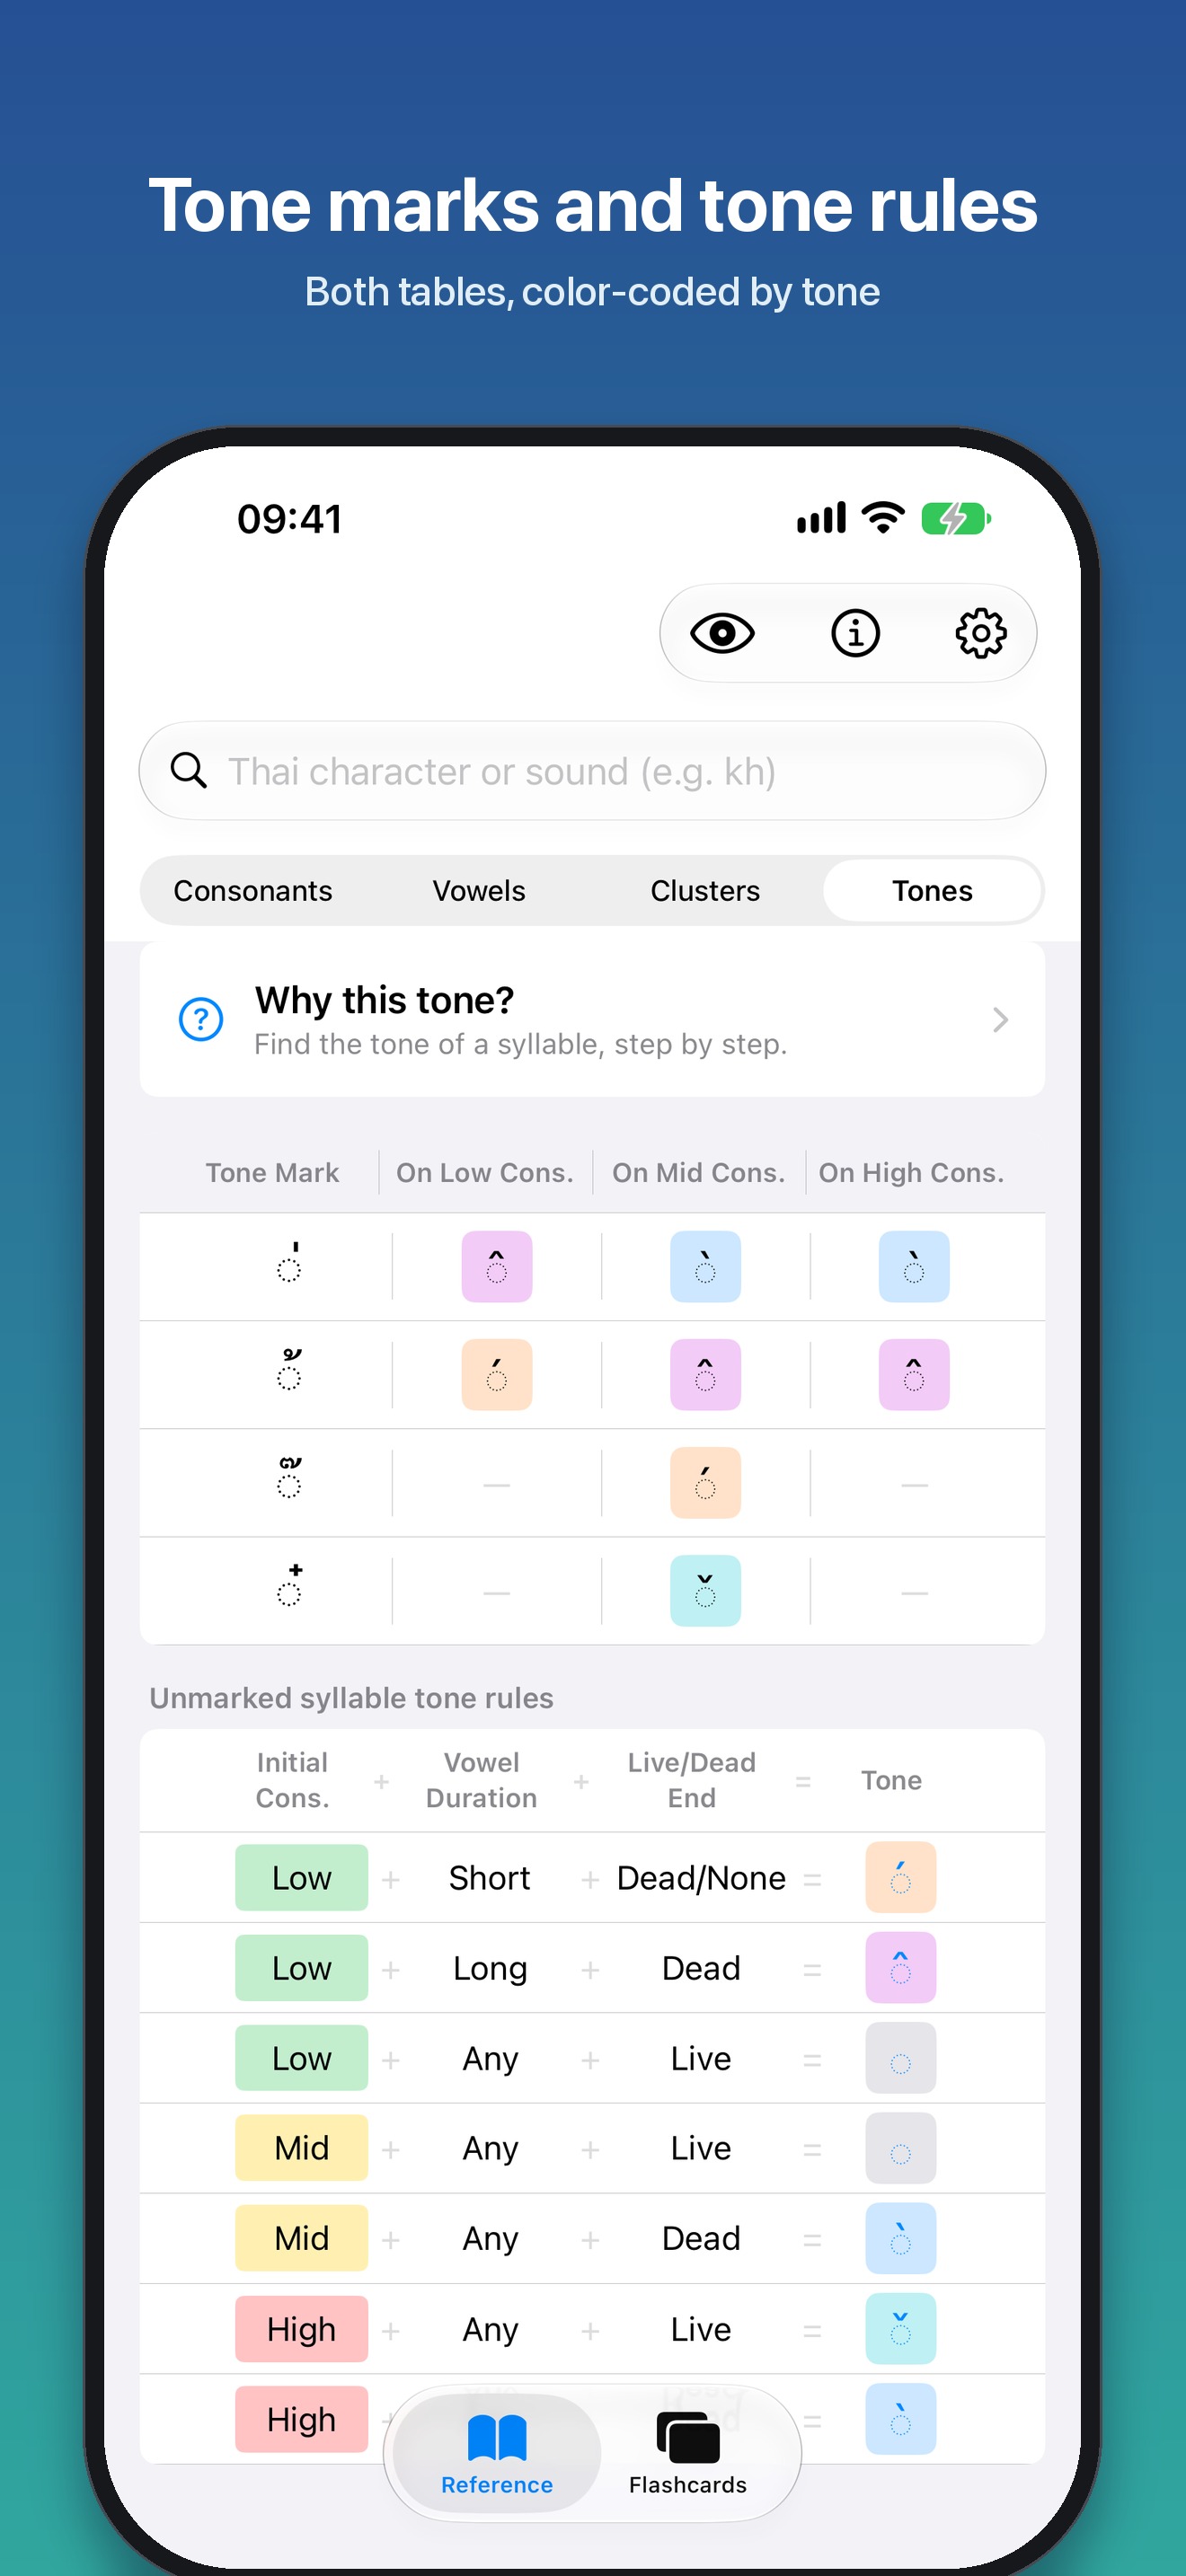 Tone marks and tone rules
Both tables, color-coded by tone
09:41
Thai character or sound (e.g. kh)
Consonants Vowels Clusters Tones
Why this tone?
Find the tone of a syllable, step by step.
Tone Mark On Low Cons. On Mid Cons. On High Cons.
◌่ ◌̂ ◌̀ ◌̀
◌้ ◌́ ◌̂ ◌̂
◌๊ — ◌́ —
◌๋ — ◌̌ —
Unmarked syllable tone rules
Initial Cons. + Vowel Duration + Live/Dead End = Tone
Low + Short + Dead/None = ◌́
Low + Long + Dead = ◌̂
Low + Any + Live = ◌
Mid + Any + Live = ◌
Mid + Any + Dead = ◌̀
High + Any + Live = ◌̌
High + = ◌̀
Reference Flashcards